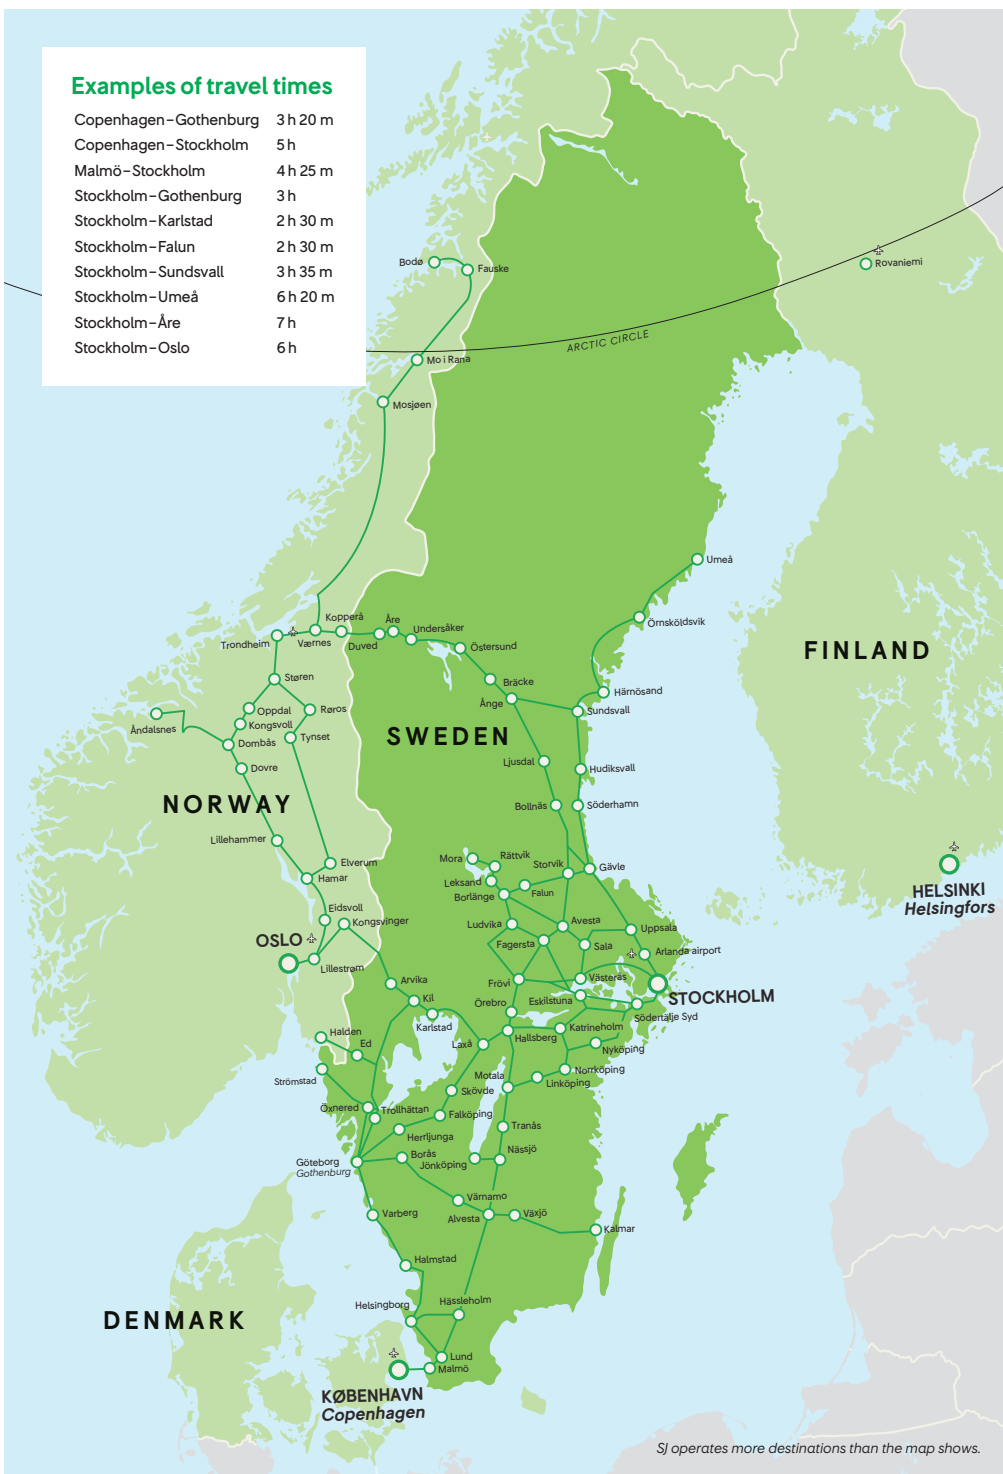 Examples of travel times
Copenhagen–Gothenburg 3 h 20 m
Copenhagen–Stockholm 5 h
Malmö–Stockholm 4 h 25 m
Stockholm–Gothenburg 3 h
Stockholm–Karlstad 2 h 30 m
Stockholm–Falun 2 h 30 m
Stockholm–Sundsvall 3 h 35 m
Stockholm–Umeå 6 h 20 m
Stockholm–Åre 7 h
Stockholm–Oslo 6 h
Bodø
Fauske
Rovaniemi
ARCTIC CIRCLE
Mo i Rana
Mosjøen
Umeå
Örnsköldsvik
Kopperå
Åre
Undersåker
Trondheim
Værnes
Duved
Östersund
FINLAND
Støren
Bräcke
Ånge
Härnösand
Sundsvall
Oppdal
Røros
Kongsvoll
Åndalsnes
Dombås
Tynset
SWEDEN
Dovre
Ljusdal
Hudiksvall
NORWAY
Bollnäs
Söderhamn
Lillehammer
Elverum
Hamar
Mora
Rättvik
Storvik
Gävle
Leksand
Borlänge
Falun
HELSINKI
Helsingfors
Eidsvoll
Kongsvinger
Ludvika
Avesta
Uppsala
OSLO
Fagersta
Sala
Arlanda airport
Lillestrøm
Arvika
Frövi
Västerås
STOCKHOLM
Kil
Karlstad
Örebro
Eskilstuna
Södertälje Syd
Halden
Ed
Laxå
Hallsberg
Katrineholm
Nyköping
Strömstad
Motala
Norrköping
Linköping
Skövde
Öxnered
Trollhättan
Falköping
Herrljunga
Tranås
Göteborg
Gothenburg
Borås
Jönköping
Nässjö
Värnamo
Varberg
Alvesta
Växjö
Kalmar
Halmstad
Helsingborg
Hässleholm
DENMARK
Lund
Malmö
KØBENHAVN
Copenhagen
SJ operates more destinations than the map shows.